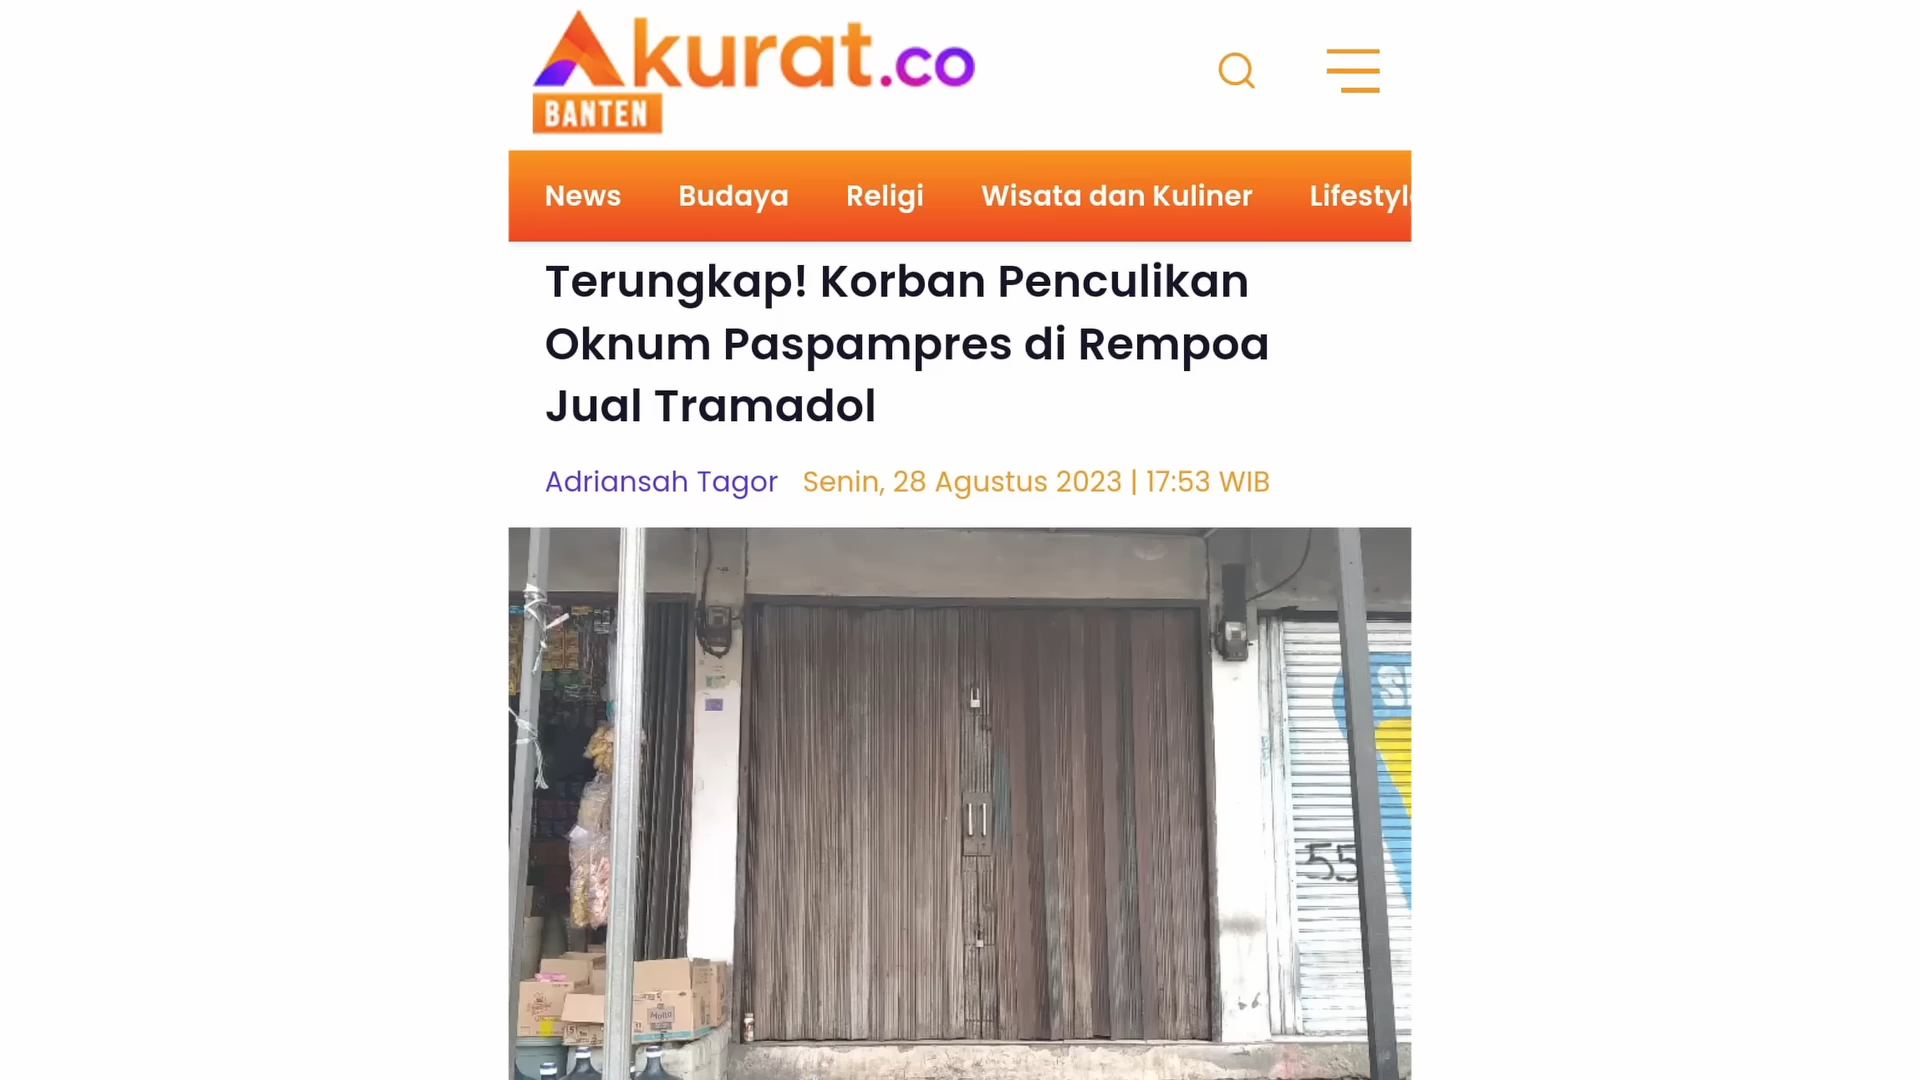 Akurat.co
BANTEN
News Budaya Religi Wisata dan Kuliner Lifestyle
Terungkap! Korban Penculikan
Oknum Paspampres di Rempoa
Jual Tramadol
Adriansah Tagor Senin, 28 Agustus 2023 | 17:53 WIB
55